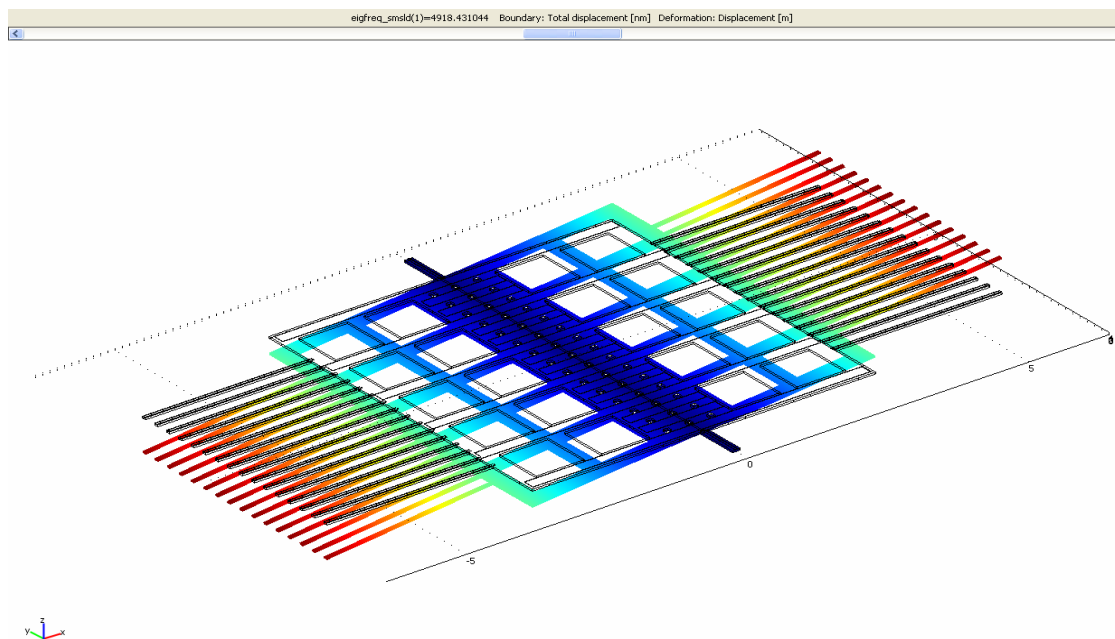 eigfreq_smsld(1)=4918.431044 Boundary: Total displacement [nm] Deformation: Displacement [m]
5
0
-5
z
y x